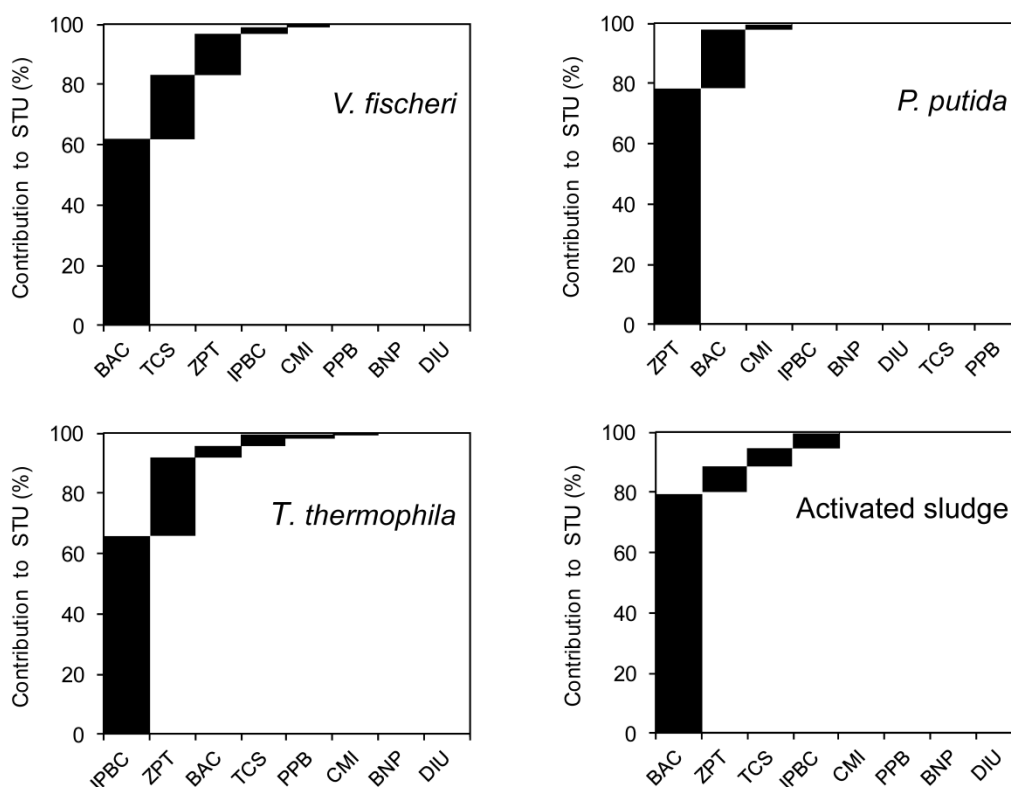 Contribution to STU (%)
100
80
60
40
20
0
V. fischeri
BAC
TCS
ZPT
IPBC
CMI
PPB
BNP
DIU
Contribution to STU (%)
100
80
60
40
20
0
P. putida
ZPT
BAC
CMI
IPBC
BNP
DIU
TCS
PPB
Contribution to STU (%)
100
80
60
40
20
0
T. thermophila
IPBC
ZPT
BAC
TCS
PPB
CMI
BNP
DIU
Contribution to STU (%)
100
80
60
40
20
0
Activated sludge
BAC
ZPT
TCS
IPBC
CMI
PPB
BNP
DIU